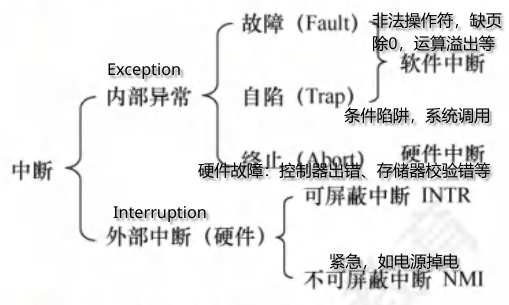 故障（Fault）
非法操作符，缺页
除0，运算溢出等
软件中断
Exception
内部异常
自陷（Trap）
条件陷阱，系统调用
终止（Abort）
硬件中断
硬件故障：控制器出错、存储器校验错等
中断
可屏蔽中断 INTR
Interruption
外部中断（硬件）
紧急，如电源掉电
不可屏蔽中断 NMI